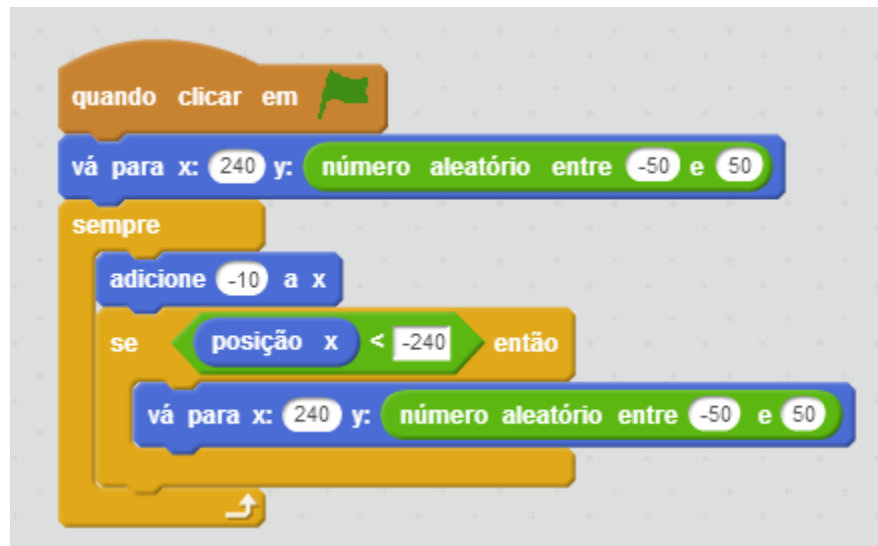 quando clicar em
vá para x: 240 y: número aleatório entre -50 e 50
sempre
adicione -10 a x
se posição x < -240 então
vá para x: 240 y: número aleatório entre -50 e 50